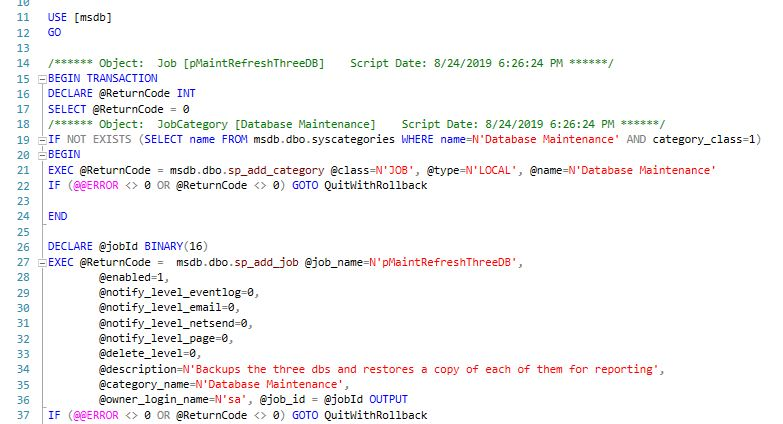 10
11 USE [msdb]
12 GO
13
14 /****** Object:  Job [pMaintRefreshThreeDB]    Script Date: 8/24/2019 6:26:24 PM ******/
15 BEGIN TRANSACTION
16 DECLARE @ReturnCode INT
17 SELECT @ReturnCode = 0
18 /****** Object:  JobCategory [Database Maintenance]    Script Date: 8/24/2019 6:26:24 PM ******/
19 IF NOT EXISTS (SELECT name FROM msdb.dbo.syscategories WHERE name=N'Database Maintenance' AND category_class=1)
20 BEGIN
21 EXEC @ReturnCode = msdb.dbo.sp_add_category @class=N'JOB', @type=N'LOCAL', @name=N'Database Maintenance'
22 IF (@@ERROR <> 0 OR @ReturnCode <> 0) GOTO QuitWithRollback
23
24 END
25
26 DECLARE @jobId BINARY(16)
27 EXEC @ReturnCode =  msdb.dbo.sp_add_job @job_name=N'pMaintRefreshThreeDB',
28         @enabled=1,
29         @notify_level_eventlog=0,
30         @notify_level_email=0,
31         @notify_level_netsend=0,
32         @notify_level_page=0,
33         @delete_level=0,
34         @description=N'Backups the three dbs and restores a copy of each of them for reporting',
35         @category_name=N'Database Maintenance',
36         @owner_login_name=N'sa', @job_id = @jobId OUTPUT
37 IF (@@ERROR <> 0 OR @ReturnCode <> 0) GOTO QuitWithRollback